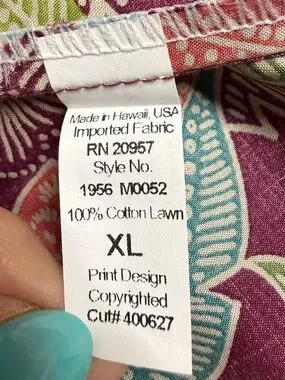 Made in Hawaii, USA
Imported Fabric
RN 20957
Style No.
1956 M0052
100% Cotton Lawn
XL
Print Design
Copyrighted
Cut# 400627